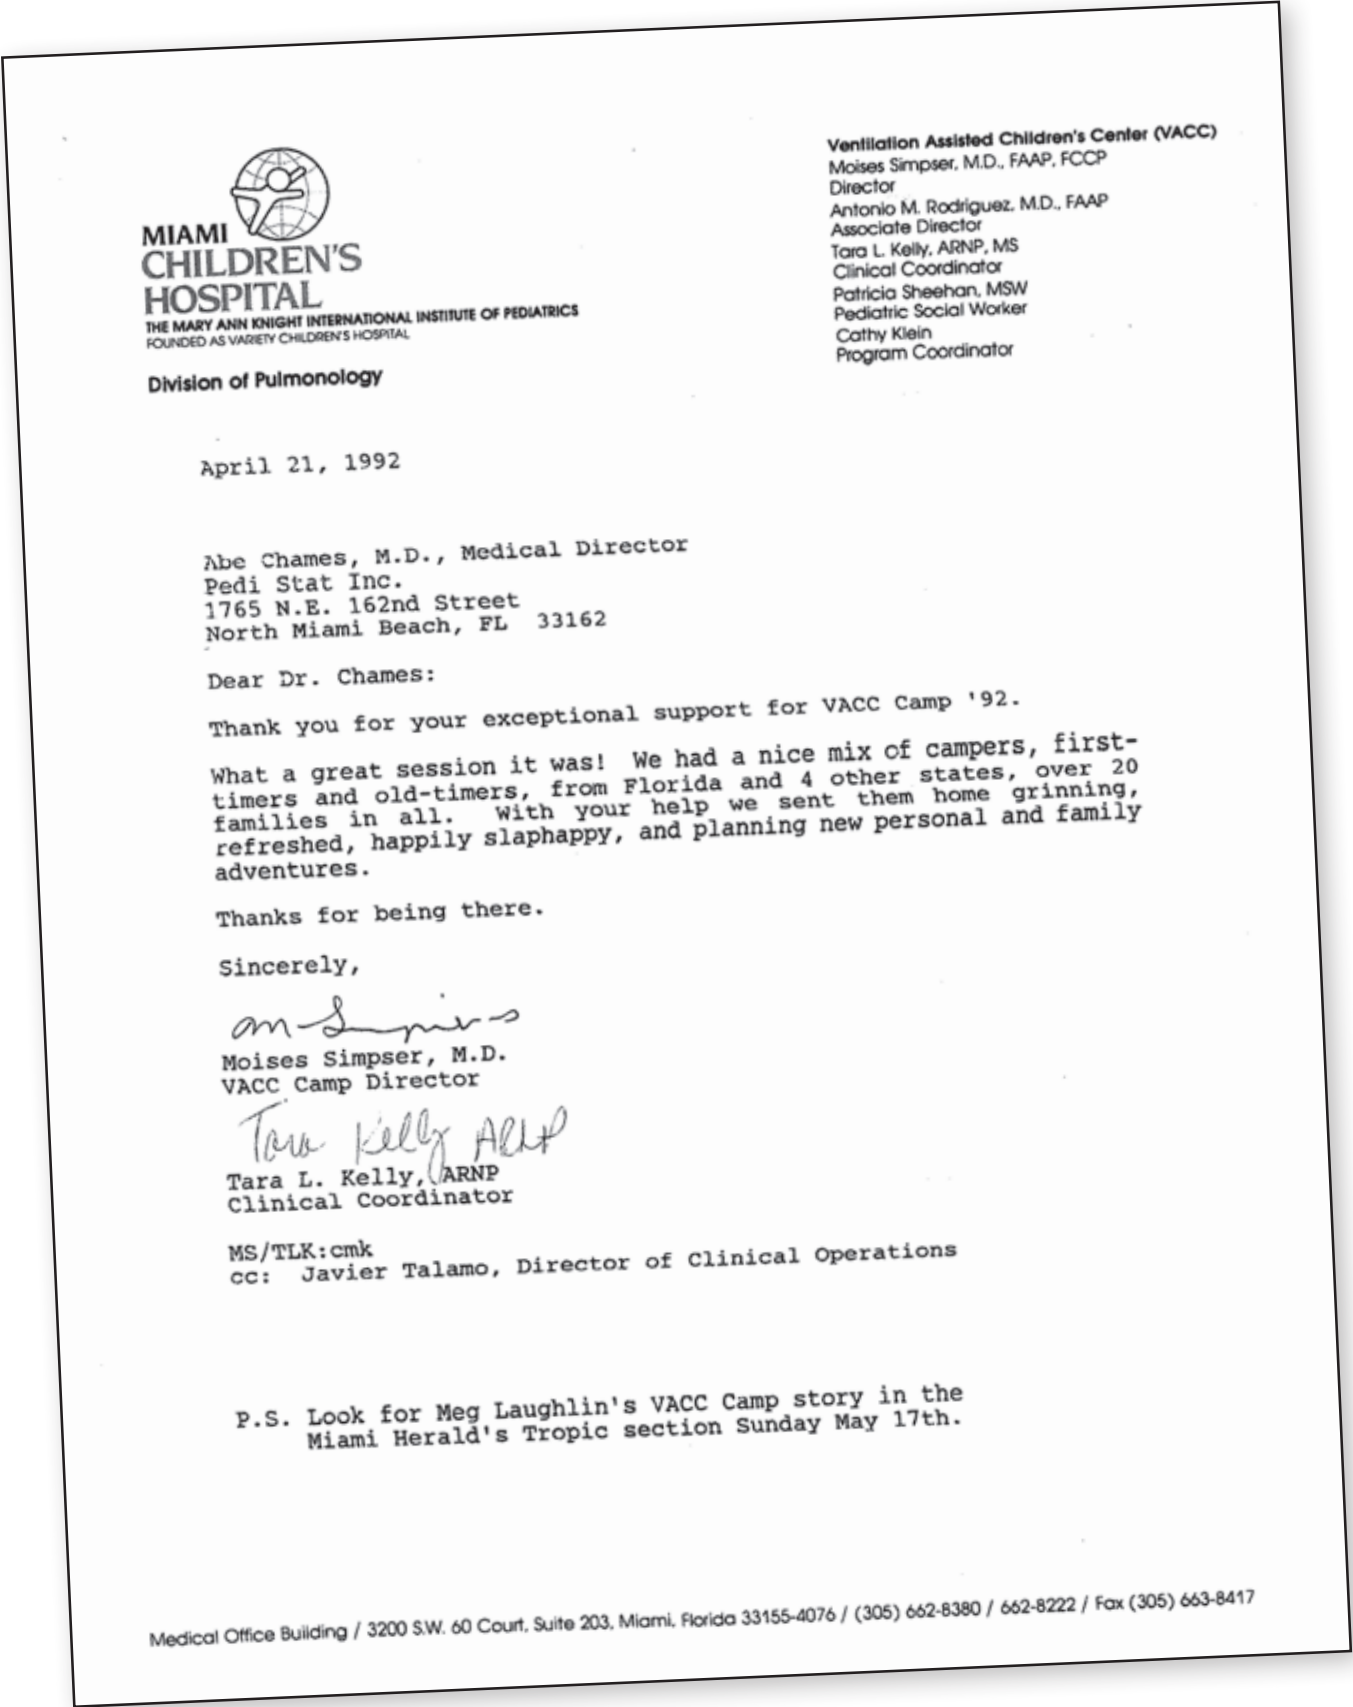 MIAMI
CHILDREN'S
HOSPITAL
THE MARY ANN KNIGHT INTERNATIONAL INSTITUTE OF PEDIATRICS
FOUNDED AS VARIETY CHILDREN'S HOSPITAL
Division of Pulmonology
Ventilation Assisted Children's Center (VACC)
Moises Simpser, M.D., FAAP, FCCP
Director
Antonio M. Rodriguez, M.D., FAAP
Associate Director
Tara L. Kelly, ARNP, MS
Clinical Coordinator
Patricia Sheehan, MSW
Pediatric Social Worker
Cathy Klein
Program Coordinator
April 21, 1992
Abe Chames, M.D., Medical Director
Pedi Stat Inc.
1765 N.E. 162nd Street
North Miami Beach, FL 33162
Dear Dr. Chames:
Thank you for your exceptional support for VACC Camp '92.
What a great session it was! We had a nice mix of campers, first-
timers and old-timers, from Florida and 4 other states, over 20
families in all. With your help we sent them home grinning,
refreshed, happily slaphappy, and planning new personal and family
adventures.
Thanks for being there.
Sincerely,
M Simpser
Moises Simpser, M.D.
VACC Camp Director
Tara Kelly ARNP
Tara L. Kelly, ARNP
Clinical Coordinator
MS/TLK:cmk
cc: Javier Talamo, Director of Clinical Operations
P.S. Look for Meg Laughlin's VACC Camp story in the
Miami Herald's Tropic section Sunday May 17th.
Medical Office Building / 3200 S.W. 60 Court, Suite 203, Miami, Florida 33155-4076 / (305) 662-8380 / 662-8222 / Fax (305) 663-8417